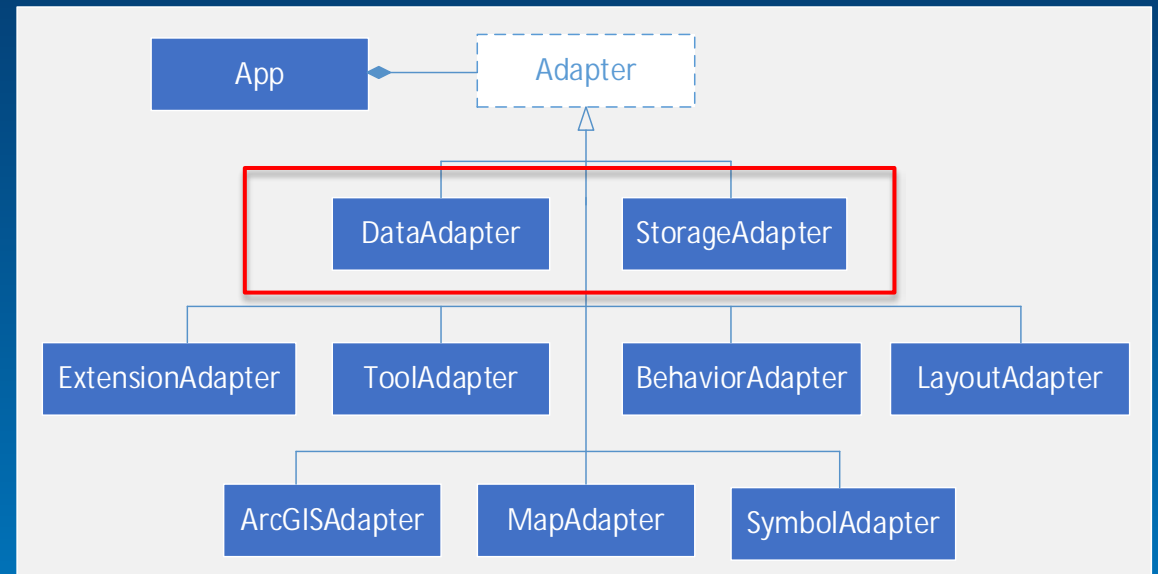 App
Adapter
DataAdapter
StorageAdapter
ExtensionAdapter
ToolAdapter
BehaviorAdapter
LayoutAdapter
ArcGISAdapter
MapAdapter
SymbolAdapter